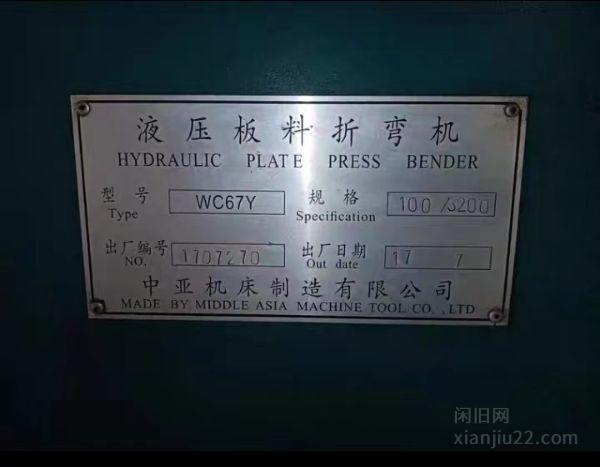 液压板料折弯机
HYDRAULIC PLATE PRESS BENDER
型号 WC67Y 规格 100/3200
Type Specification
出厂编号 1707270 出厂日期 17 7
NO. Out date
中亚机床制造有限公司
MADE BY MIDDLE ASIA MACHINE TOOL CO.,LTD
闲旧网
xianjiu22.com